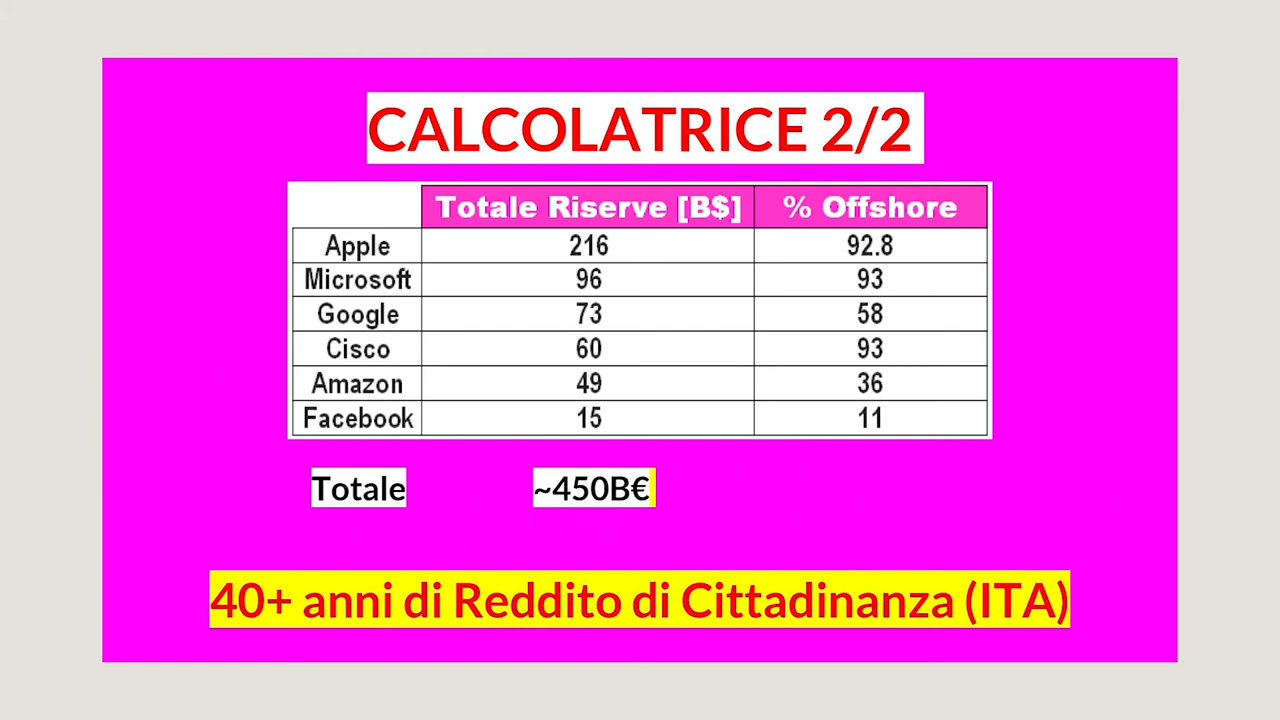 CALCOLATRICE 2/2
Totale Riserve [B$] % Offshore
Apple 216 92.8
Microsoft 96 93
Google 73 58
Cisco 60 93
Amazon 49 36
Facebook 15 11
Totale ~450B€
40+ anni di Reddito di Cittadinanza (ITA)